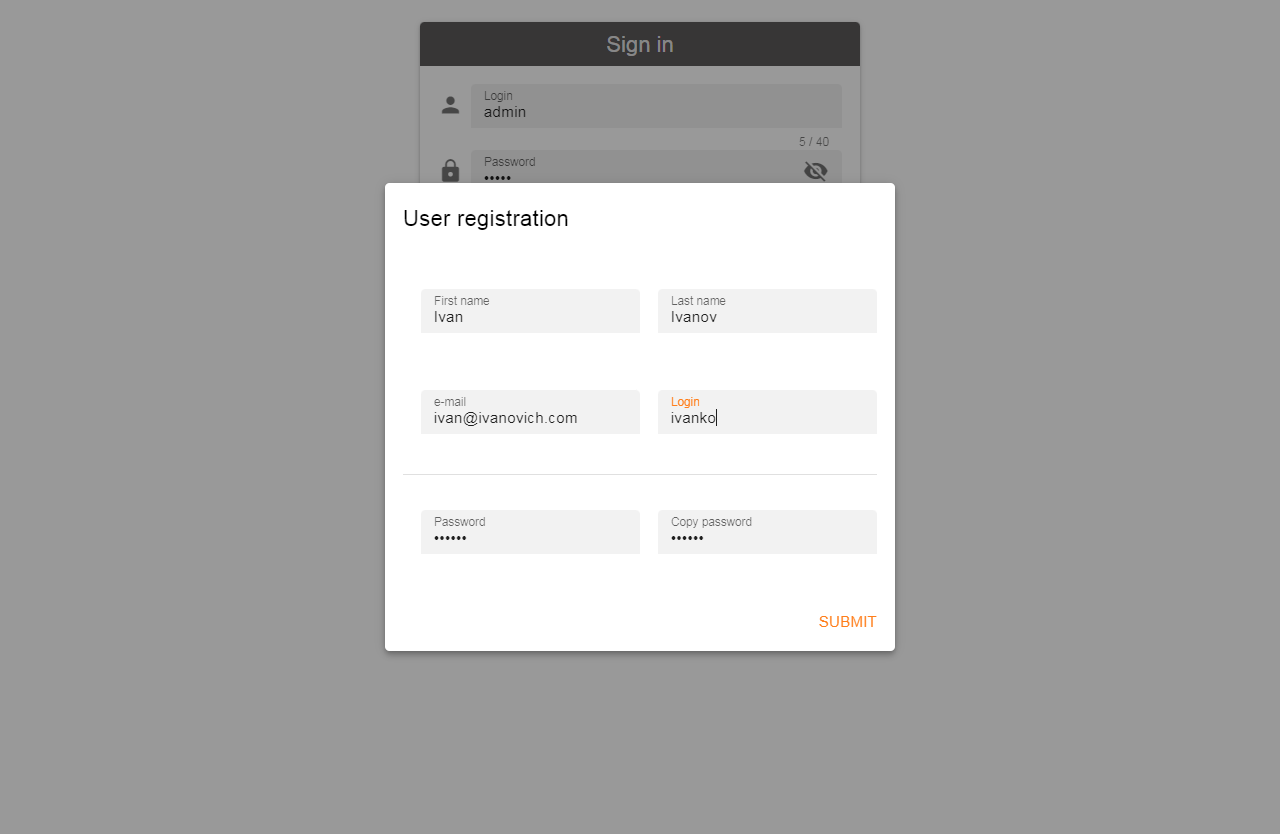 Sign in
Login
admin
5 / 40
Password
•••••
User registration
First name
Ivan
Last name
Ivanov
e-mail
ivan@ivanovich.com
Login
ivanko
Password
••••••
Copy password
••••••
SUBMIT